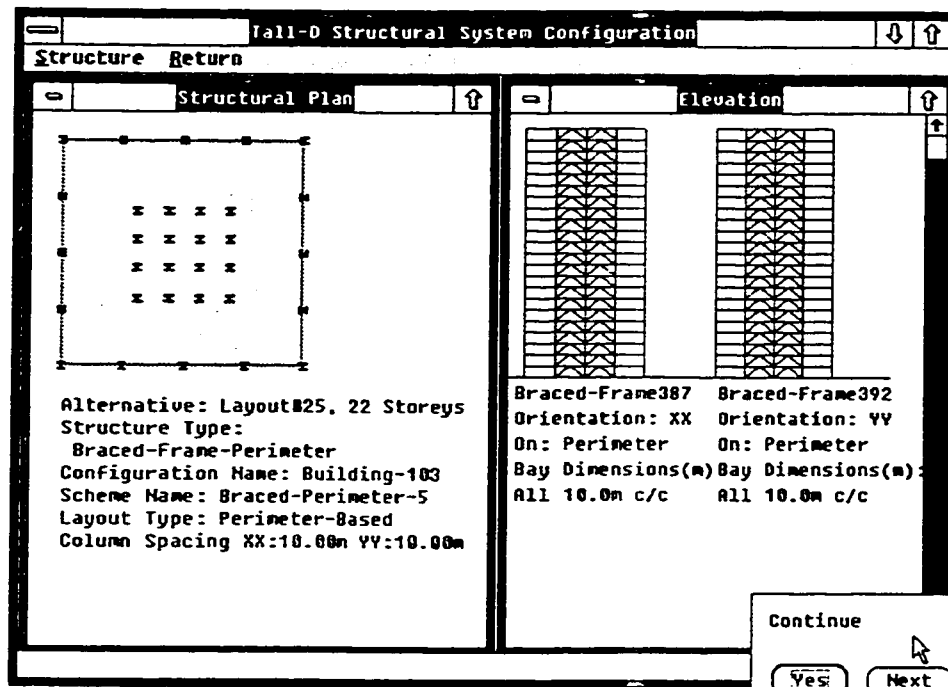 Tall-D Structural System Configuration
Structure Return
Structural Plan
Alternative: Layout#25, 22 Storeys
Structure Type:
Braced-Frame-Perimeter
Configuration Name: Building-103
Scheme Name: Braced-Perimeter-5
Layout Type: Perimeter-Based
Column Spacing XX:10.00m YY:10.00m
Elevation
Braced-Frame387 Braced-Frame392
Orientation: XX Orientation: YY
On: Perimeter On: Perimeter
Bay Dimensions(m) Bay Dimensions(m):
All 10.0m c/c All 10.0m c/c
Continue
Yes Next